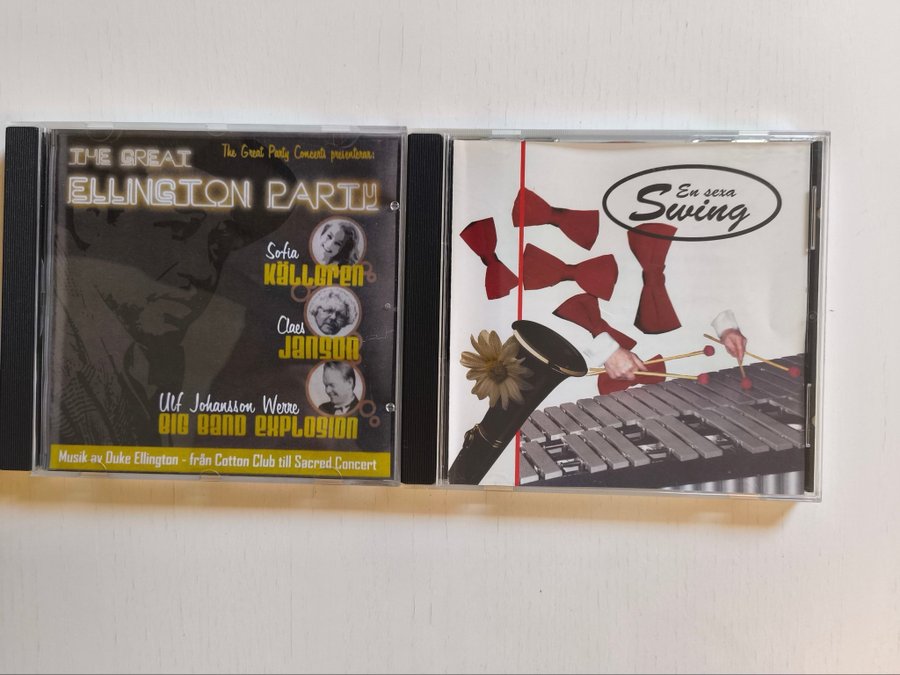 THE GREAT
The Great Party Concerts presenterar:
ELLINGTON PARTY
Sofia
Källgren
Claes
Janson
Ulf Johansson Werre
Big Band Explosion
Musik av Duke Ellington - från Cotton Club till Sacred Concert
En sexa
Swing